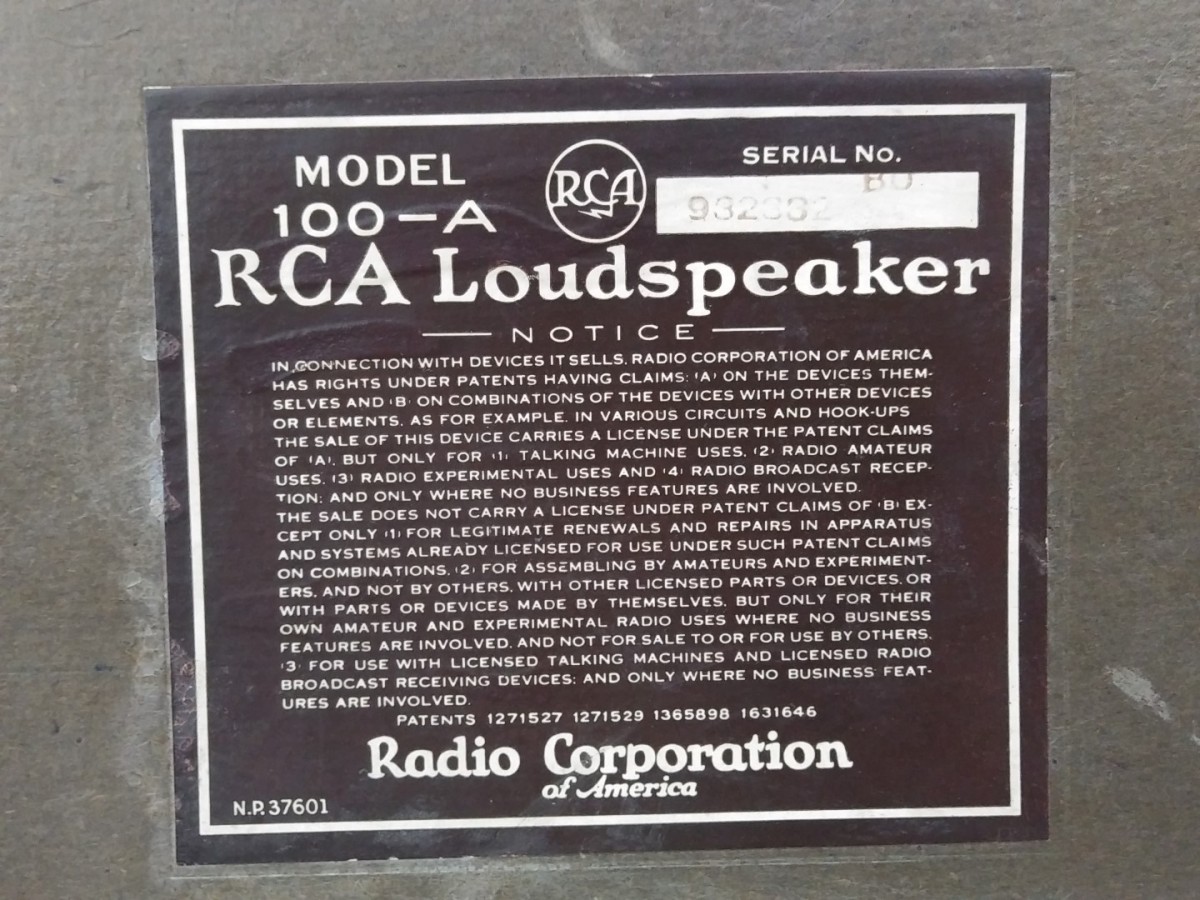 MODEL
100-A
RCA
SERIAL No.
BO
932332
RCA Loudspeaker
NOTICE
IN CONNECTION WITH DEVICES IT SELLS, RADIO CORPORATION OF AMERICA
HAS RIGHTS UNDER PATENTS HAVING CLAIMS: (A) ON THE DEVICES THEM-
SELVES AND (B) ON COMBINATIONS OF THE DEVICES WITH OTHER DEVICES
OR ELEMENTS, AS FOR EXAMPLE, IN VARIOUS CIRCUITS AND HOOK-UPS
THE SALE OF THIS DEVICE CARRIES A LICENSE UNDER THE PATENT CLAIMS
OF (A), BUT ONLY FOR (1) TALKING MACHINE USES, (2) RADIO AMATEUR
USES, (3) RADIO EXPERIMENTAL USES AND (4) RADIO BROADCAST RECEP-
TION; AND ONLY WHERE NO BUSINESS FEATURES ARE INVOLVED.
THE SALE DOES NOT CARRY A LICENSE UNDER PATENT CLAIMS OF (B) EX-
CEPT ONLY (1) FOR LEGITIMATE RENEWALS AND REPAIRS IN APPARATUS
AND SYSTEMS ALREADY LICENSED FOR USE UNDER SUCH PATENT CLAIMS
ON COMBINATIONS, (2) FOR ASSEMBLING BY AMATEURS AND EXPERIMENT-
ERS, AND NOT BY OTHERS, WITH OTHER LICENSED PARTS OR DEVICES, OR
WITH PARTS OR DEVICES MADE BY THEMSELVES, BUT ONLY FOR THEIR
OWN AMATEUR AND EXPERIMENTAL RADIO USES WHERE NO BUSINESS
FEATURES ARE INVOLVED, AND NOT FOR SALE TO OR FOR USE BY OTHERS,
(3) FOR USE WITH LICENSED TALKING MACHINES AND LICENSED RADIO
BROADCAST RECEIVING DEVICES; AND ONLY WHERE NO BUSINESS FEAT-
URES ARE INVOLVED.
PATENTS 1271527 1271529 1365898 1631646
Radio Corporation
of America
N.P. 37601